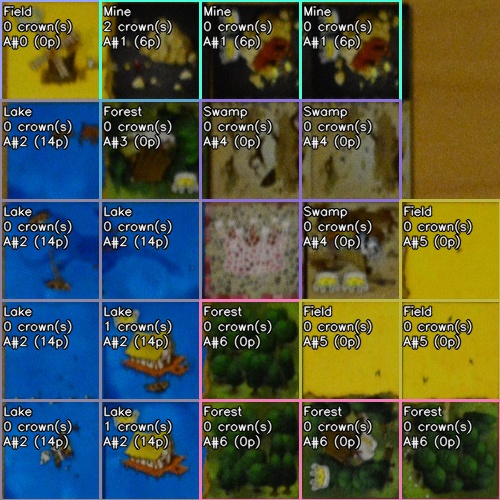 Field
0 crown(s)
A#0 (0p)
Mine
2 crown(s)
A#1 (6p)
Mine
0 crown(s)
A#1 (6p)
Mine
0 crown(s)
A#1 (6p)
Lake
0 crown(s)
A#2 (14p)
Forest
0 crown(s)
A#3 (0p)
Swamp
0 crown(s)
A#4 (0p)
Swamp
0 crown(s)
A#4 (0p)
Lake
0 crown(s)
A#2 (14p)
Lake
0 crown(s)
A#2 (14p)
Swamp
0 crown(s)
A#4 (0p)
Field
0 crown(s)
A#5 (0p)
Lake
0 crown(s)
A#2 (14p)
Lake
1 crown(s)
A#2 (14p)
Forest
0 crown(s)
A#6 (0p)
Field
0 crown(s)
A#5 (0p)
Field
0 crown(s)
A#5 (0p)
Lake
0 crown(s)
A#2 (14p)
Lake
1 crown(s)
A#2 (14p)
Forest
0 crown(s)
A#6 (0p)
Forest
0 crown(s)
A#6 (0p)
Forest
0 crown(s)
A#6 (0p)